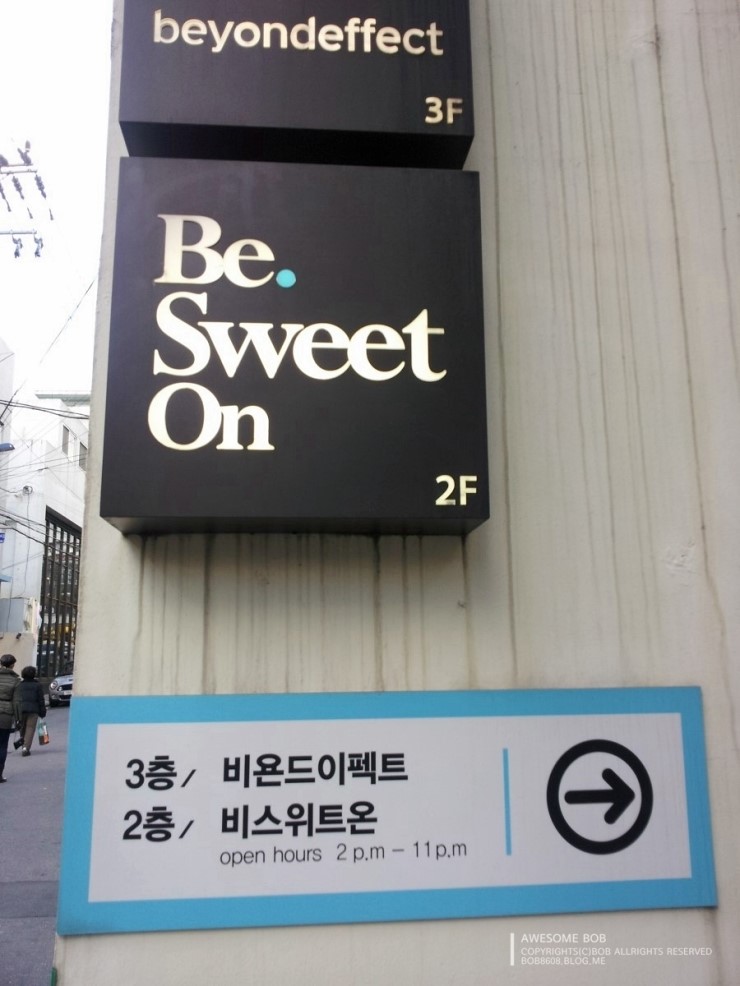 beyondeffect
3F
Be.
Sweet
On
2F
3층/ 비욘드이펙트
2층/ 비스위트온
open hours 2 p.m – 11p.m
AWESOME BOB
COPYRIGHTS(C)BOB ALLRIGHTS RESERVED
BOB8608.BLOG.ME